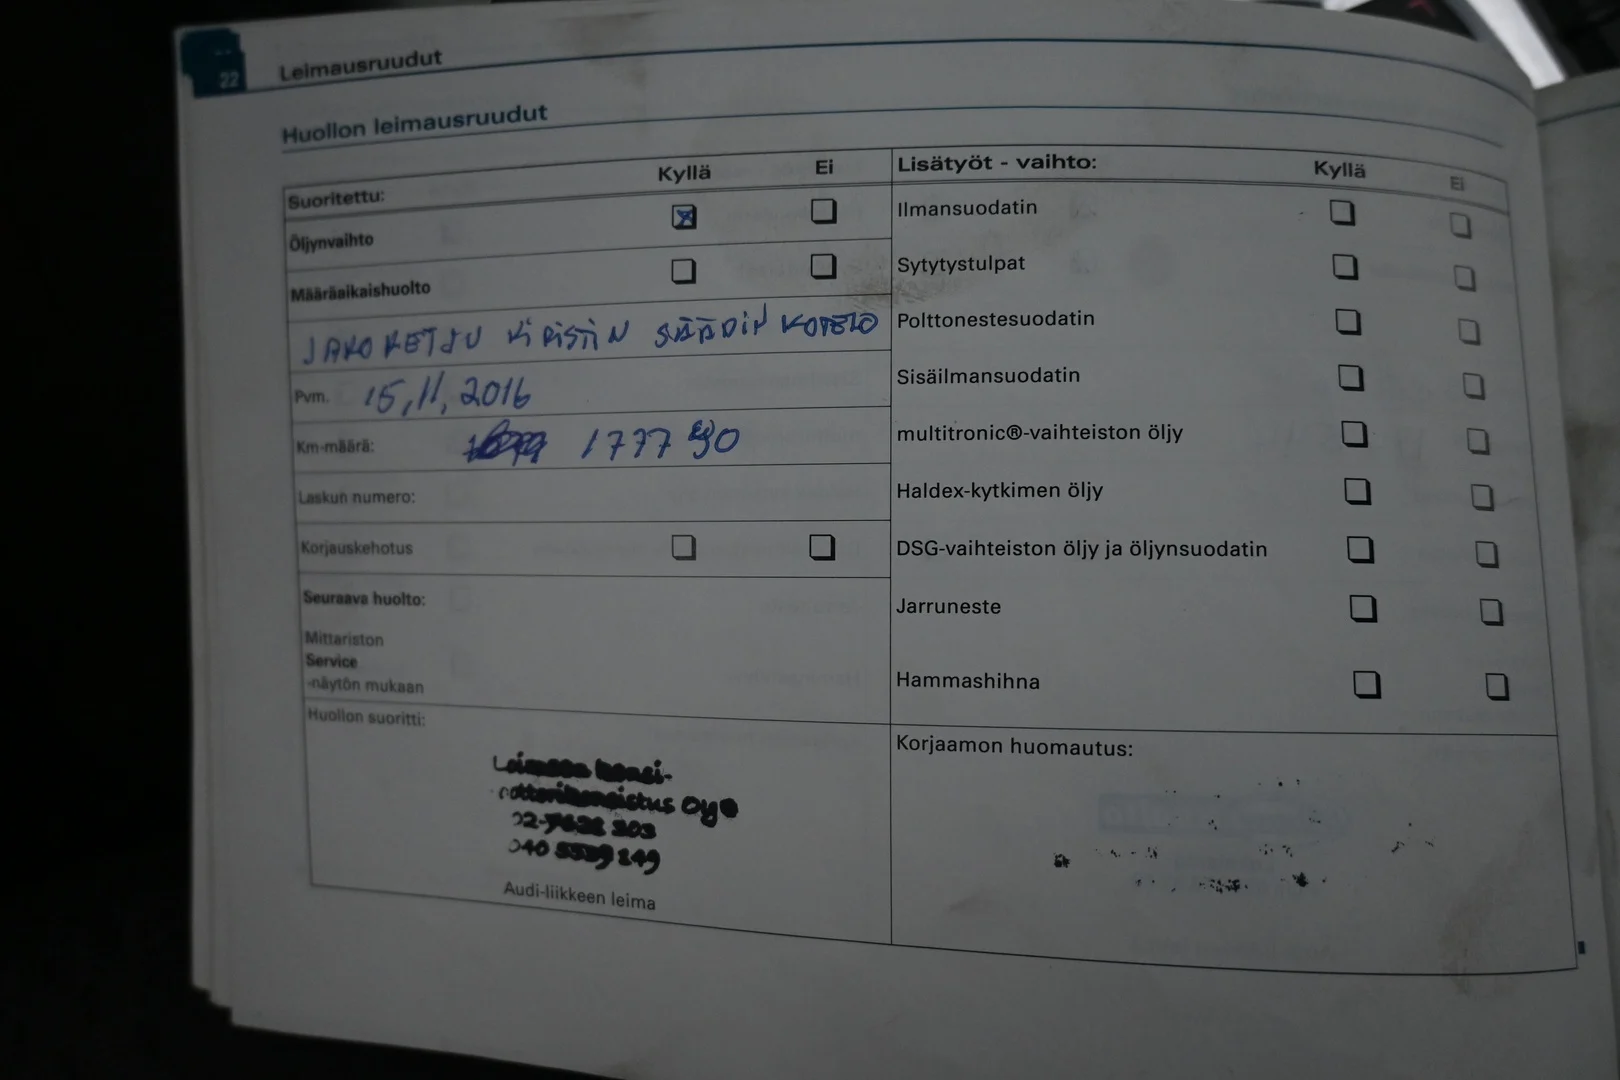 22
Leimausruudut
Huollon leimausruudut
Suoritettu: Kyllä Ei
Öljynvaihto
Määräaikaishuolto
JAKOKETJU KIRISTIN SÄÄDIN KOTELO
Pvm. 15,11,2016
Km-määrä: 1777
Laskun numero:
Korjauskehotus
Seuraava huolto:
Mittariston
Service
-näytön mukaan
Huollon suoritti:
Oy
Audi-liikkeen leima
Lisätyöt - vaihto: Kyllä Ei
Ilmansuodatin
Sytytystulpat
Polttonestesuodatin
Sisäilmansuodatin
multitronic®-vaihteiston öljy
Haldex-kytkimen öljy
DSG-vaihteiston öljy ja öljynsuodatin
Jarruneste
Hammashihna
Korjaamon huomautus: